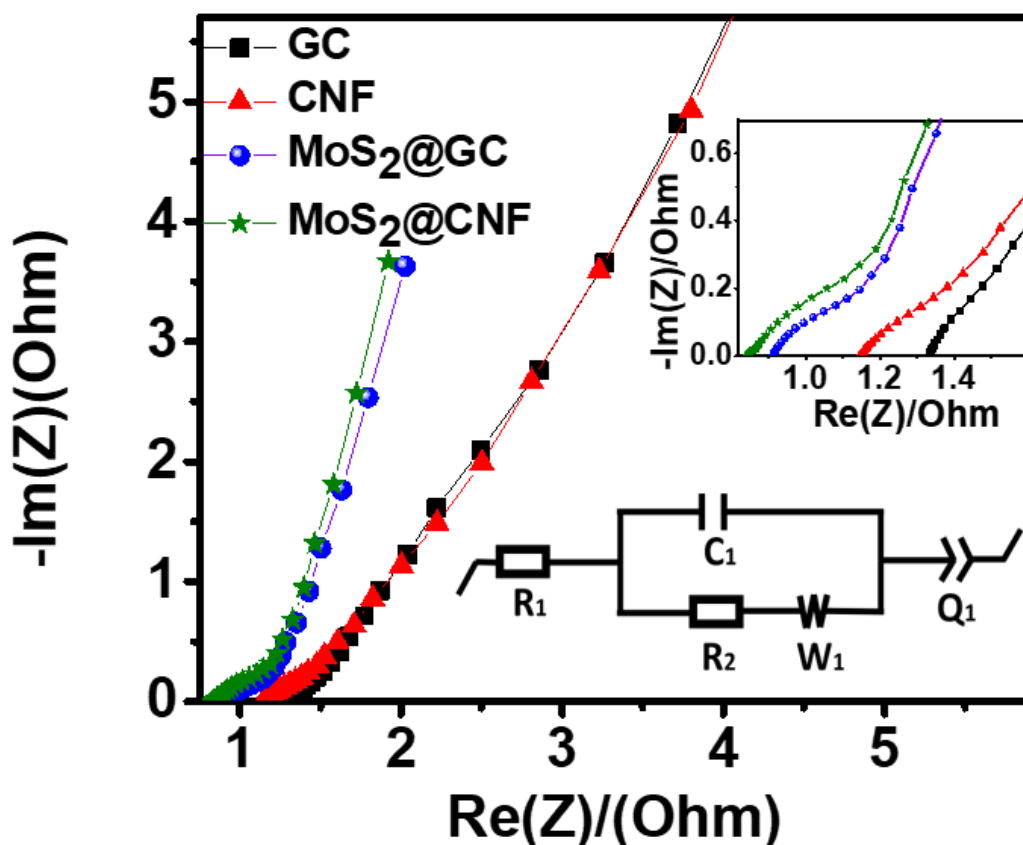 GC
CNF
MoS₂@GC
MoS₂@CNF
-Im(Z)(Ohm)
5
4
3
2
1
0
1 2 3 4 5
Re(Z)/(Ohm)
-Im(Z)/Ohm
0.6
0.4
0.2
0.0
1.0 1.2 1.4
Re(Z)/Ohm
R₁
C₁
R₂
W₁
Q₁